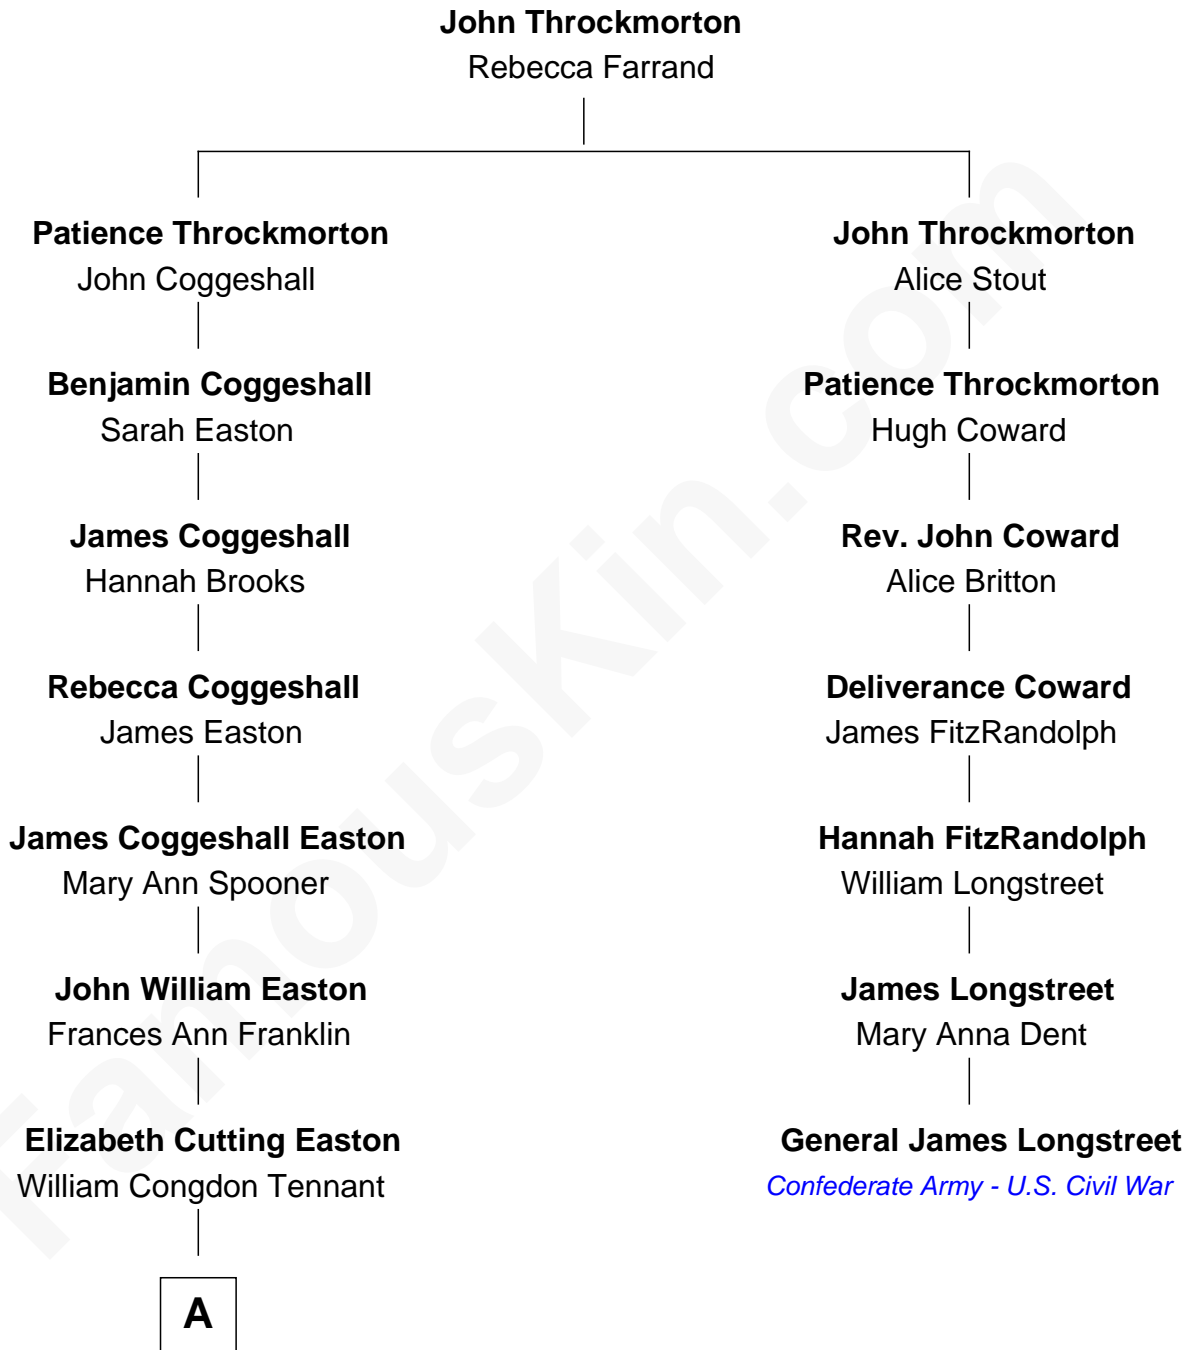 John Throckmorton
Rebecca Farrand
Patience Throckmorton
John Coggeshall
Benjamin Coggeshall
Sarah Easton
James Coggeshall
Hannah Brooks
Rebecca Coggeshall
James Easton
James Coggeshall Easton
Mary Ann Spooner
John William Easton
Frances Ann Franklin
Elizabeth Cutting Easton
William Congdon Tennant
A
John Throckmorton
Alice Stout
Patience Throckmorton
Hugh Coward
Rev. John Coward
Alice Britton
Deliverance Coward
James FitzRandolph
Hannah FitzRandolph
William Longstreet
James Longstreet
Mary Anna Dent
General James Longstreet
Confederate Army - U.S. Civil War
FamousKin.com